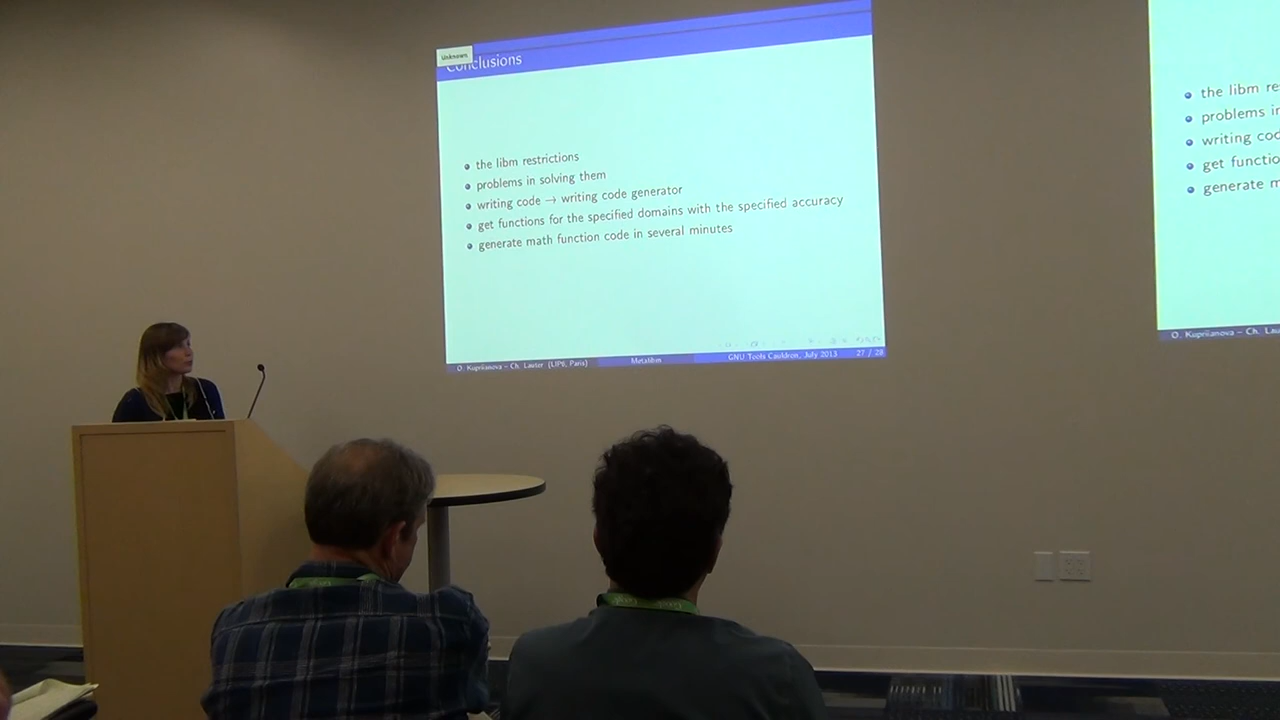 Unknown
Conclusions
the libm restrictions
problems in solving them
writing code → writing code generator
get functions for the specified domains with the specified accuracy
generate math function code in several minutes
O. Kupriianova – Ch. Lauter (LIP6, Paris) Metalibm GNU Tools Cauldron, July 2013 27 / 28
the libm re
problems in
writing cod
get functio
generate m
O. Kupriianova – Ch. Lau